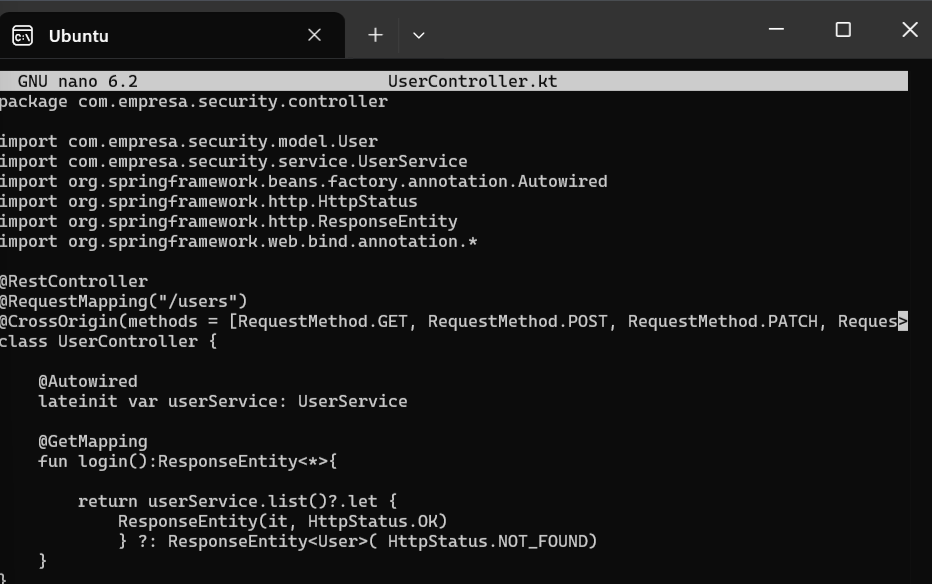 Ubuntu
GNU nano 6.2 UserController.kt
package com.empresa.security.controller
import com.empresa.security.model.User
import com.empresa.security.service.UserService
import org.springframework.beans.factory.annotation.Autowired
import org.springframework.http.HttpStatus
import org.springframework.http.ResponseEntity
import org.springframework.web.bind.annotation.*
@RestController
@RequestMapping("/users")
@CrossOrigin(methods = [RequestMethod.GET, RequestMethod.POST, RequestMethod.PATCH, Reques>
class UserController {
@Autowired
lateinit var userService: UserService
@GetMapping
fun login():ResponseEntity<*>{
return userService.list()?.let {
ResponseEntity(it, HttpStatus.OK)
} ?: ResponseEntity<User>( HttpStatus.NOT_FOUND)
}
}